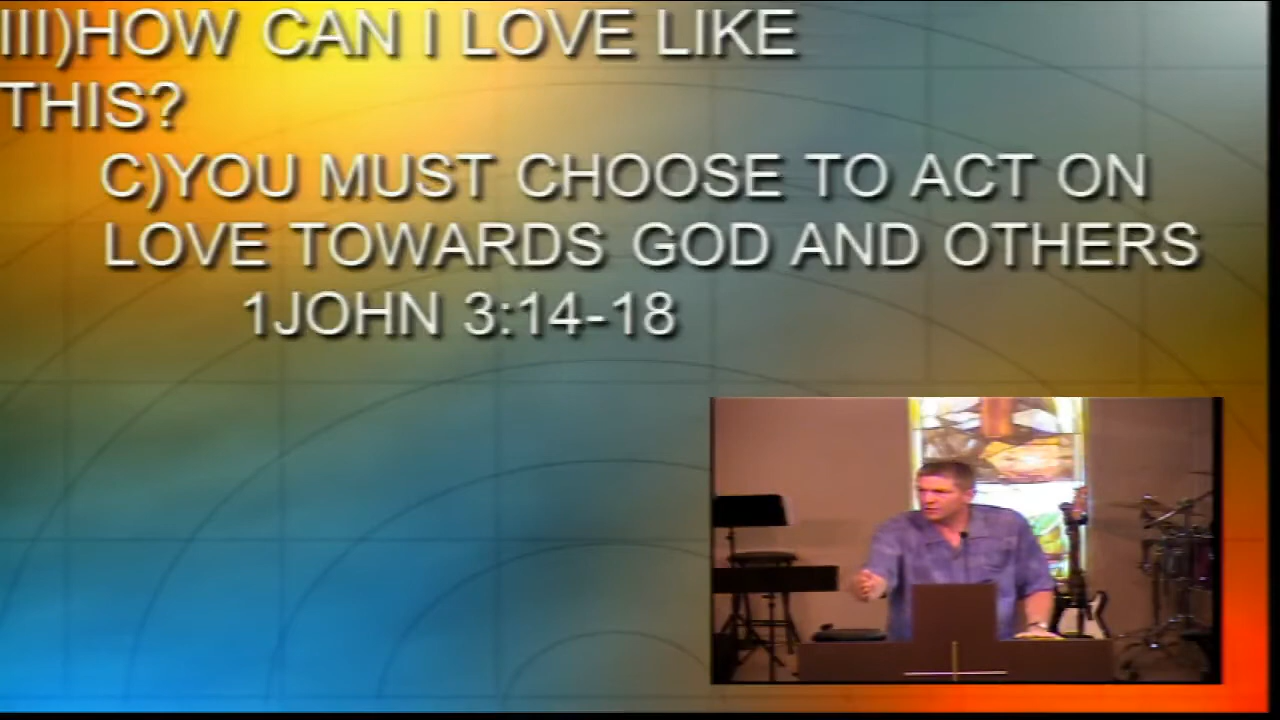 III)HOW CAN I LOVE LIKE
THIS?
C)YOU MUST CHOOSE TO ACT ON
LOVE TOWARDS GOD AND OTHERS
1JOHN 3:14-18